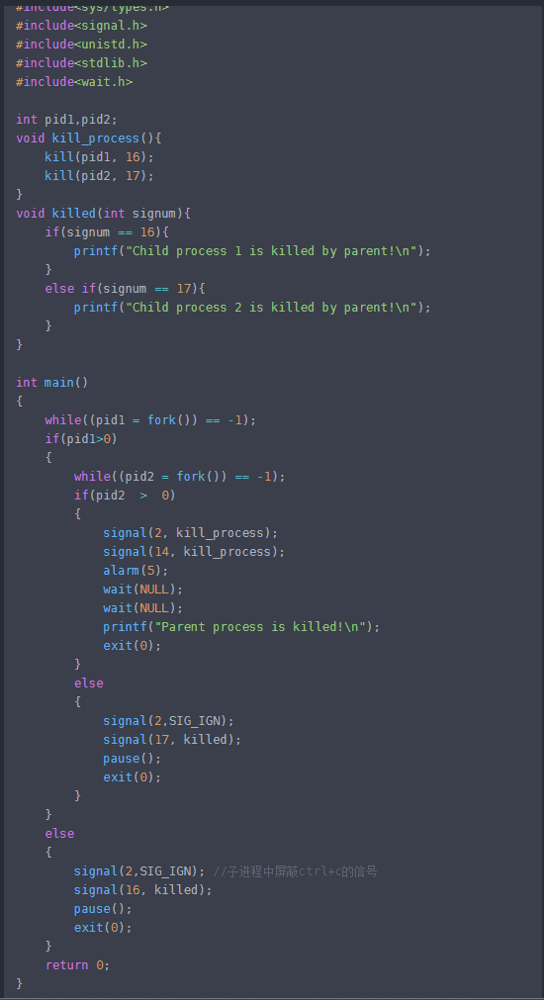 #include<sys/types.h>
#include<signal.h>
#include<unistd.h>
#include<stdlib.h>
#include<wait.h>

int pid1,pid2;
void kill_process(){
    kill(pid1, 16);
    kill(pid2, 17);
}
void killed(int signum){
    if(signum == 16){
        printf("Child process 1 is killed by parent!\n");
    }
    else if(signum == 17){
        printf("Child process 2 is killed by parent!\n");
    }
}

int main()
{
    while((pid1 = fork()) == -1);
    if(pid1>0)
    {
        while((pid2 = fork()) == -1);
        if(pid2  >  0)
        {
            signal(2, kill_process);
            signal(14, kill_process);
            alarm(5);
            wait(NULL);
            wait(NULL);
            printf("Parent process is killed!\n");
            exit(0);
        }
        else
        {
            signal(2,SIG_IGN);
            signal(17, killed);
            pause();
            exit(0);
        }
    }
    else
    {
        signal(2,SIG_IGN); //子进程中屏蔽ctrl+c的信号
        signal(16, killed);
        pause();
        exit(0);
    }
    return 0;
}